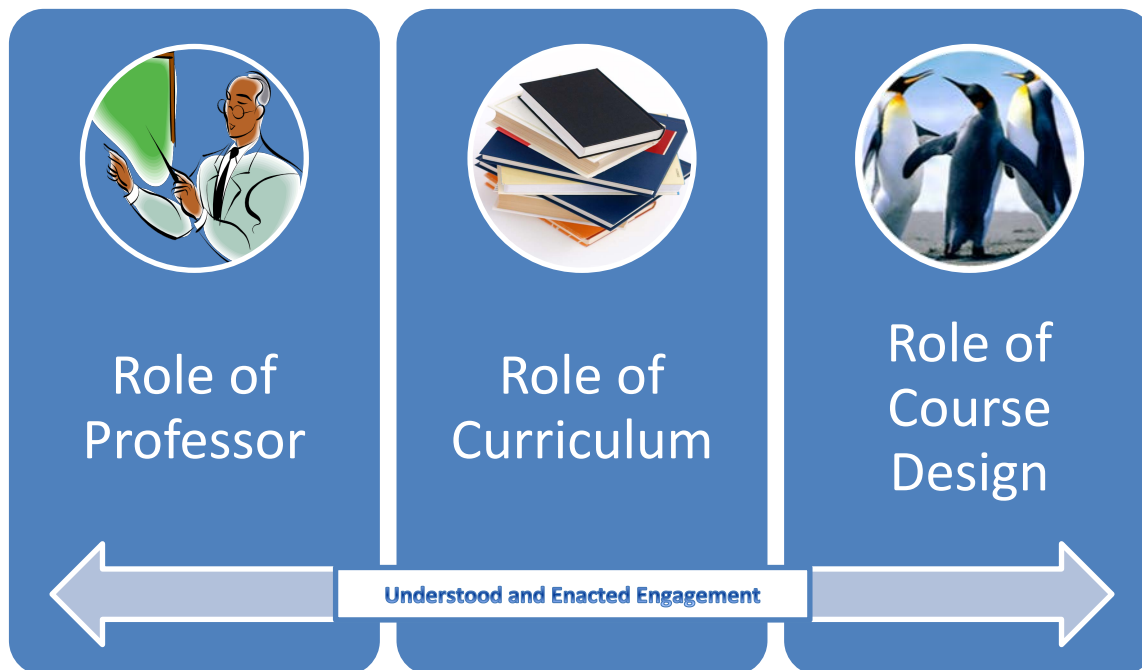 Role of
Professor
Role of
Curriculum
Role of
Course
Design
Understood and Enacted Engagement